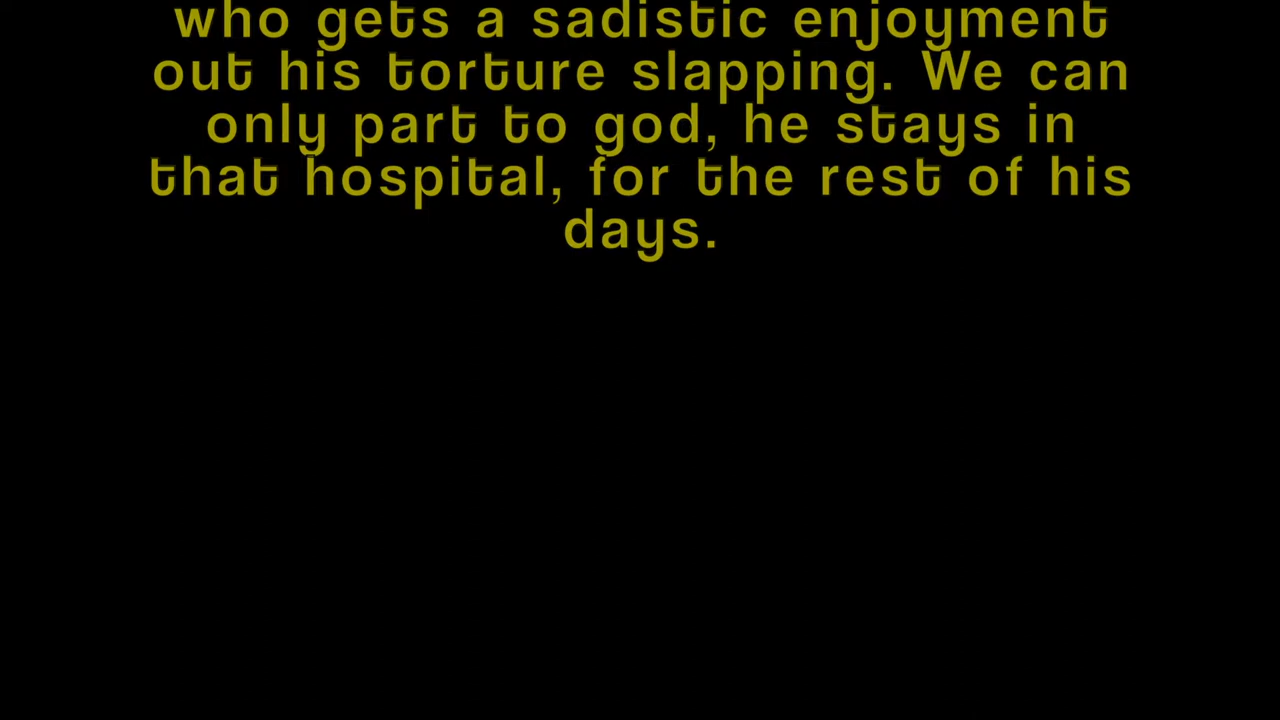 who gets a sadistic enjoyment
out his torture slapping. We can
only part to god, he stays in
that hospital, for the rest of his
days.